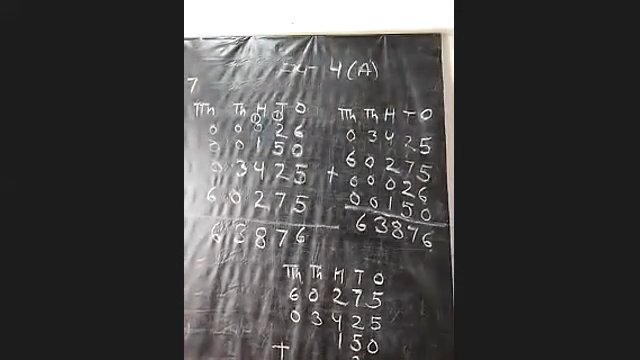 Ex- 4(A)
7
TTh Th H T O
0 0 0 2 6
0 0 1 5 0
0 3 4 2 5
6 0 2 7 5
6 3 8 7 6
TTh Th H T O
0 3 4 2 5
6 0 2 7 5
+ 0 0 0 2 6
0 0 1 5 0
6 3 8 7 6
TTh Th H T O
6 0 2 7 5
0 3 4 2 5
+ 1 5 0